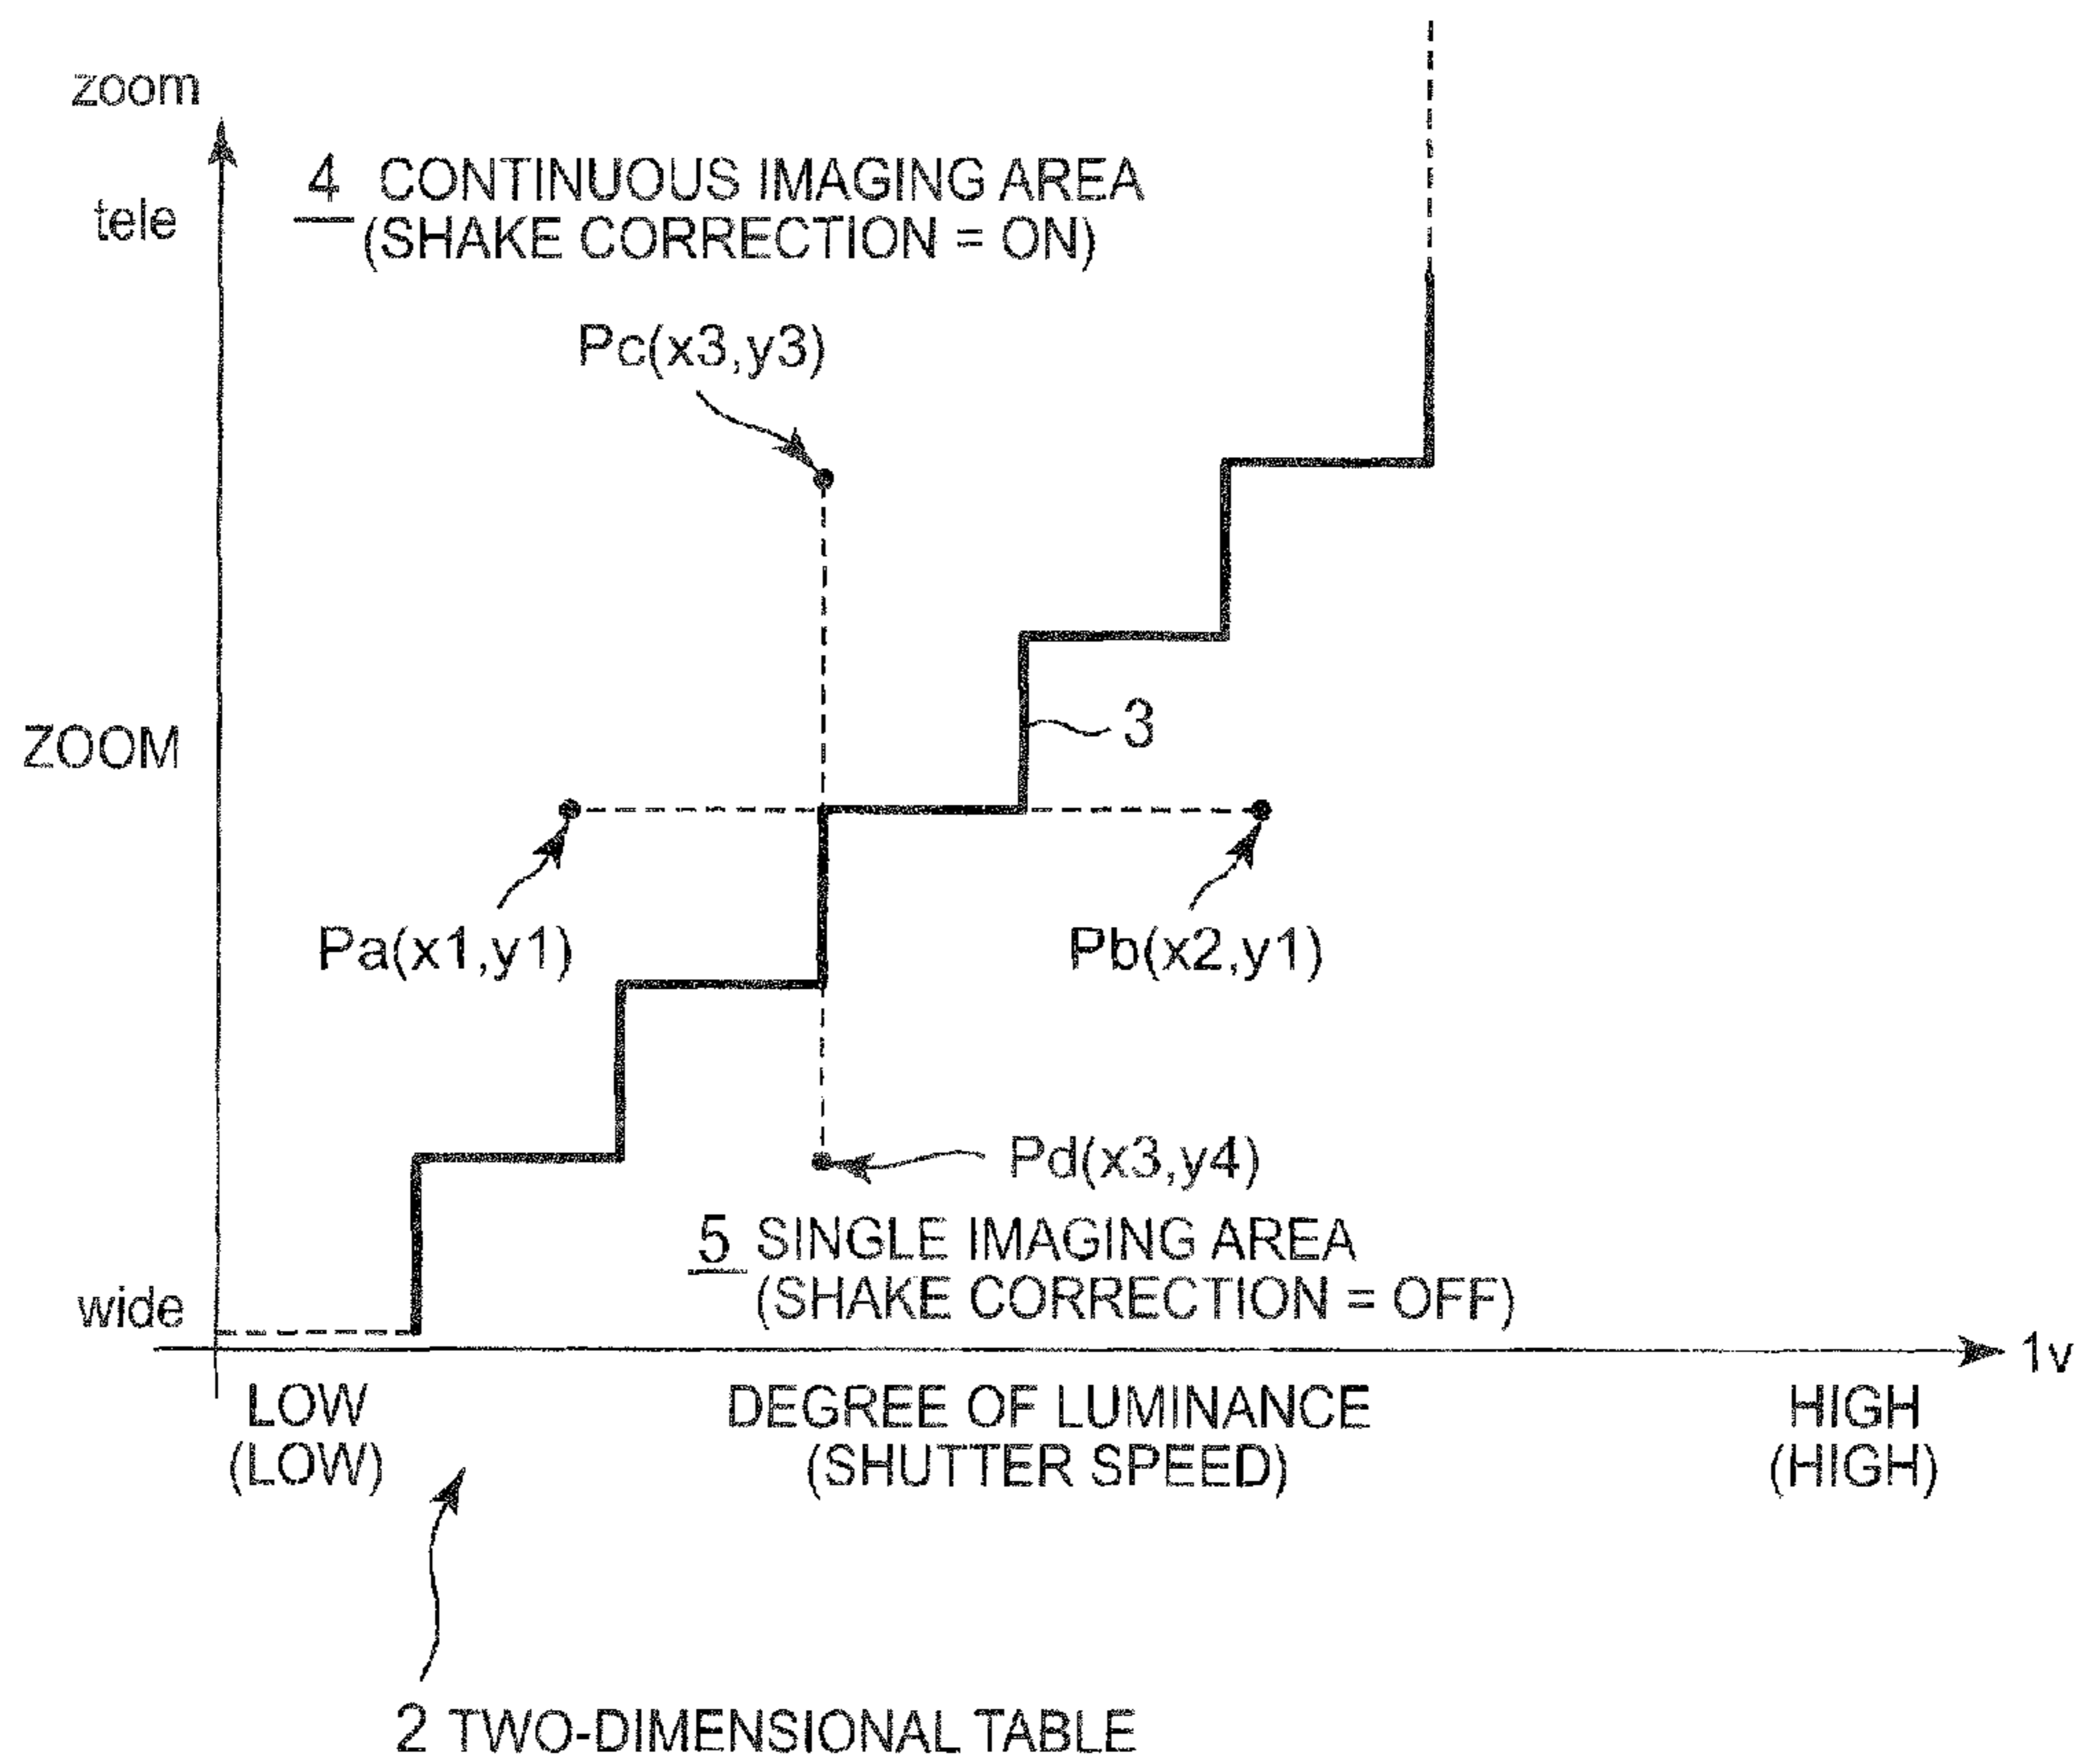 zoom
tele
4 CONTINUOUS IMAGING AREA
(SHAKE CORRECTION = ON)
Pc(x3,y3)
ZOOM
3
Pa(x1,y1)
Pb(x2,y1)
Pd(x3,y4)
5 SINGLE IMAGING AREA
(SHAKE CORRECTION = OFF)
wide
1v
LOW
(LOW)
DEGREE OF LUMINANCE
(SHUTTER SPEED)
HIGH
(HIGH)
2 TWO-DIMENSIONAL TABLE